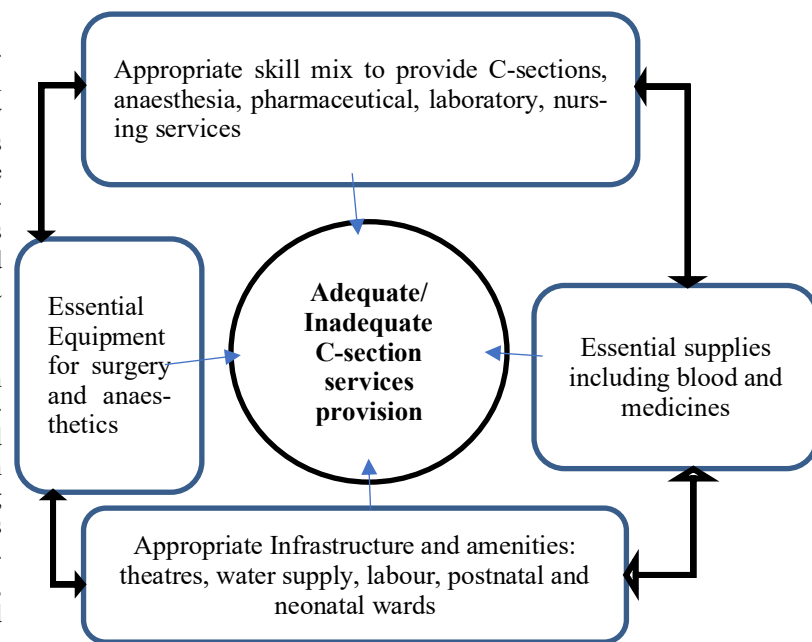 Appropriate skill mix to provide C-sections,
anaesthesia, pharmaceutical, laboratory, nurs-
ing services
Essential
Equipment
for surgery
and anaes-
thetics
Adequate/
Inadequate
C-section
services
provision
Essential supplies
including blood and
medicines
Appropriate Infrastructure and amenities:
theatres, water supply, labour, postnatal and
neonatal wards